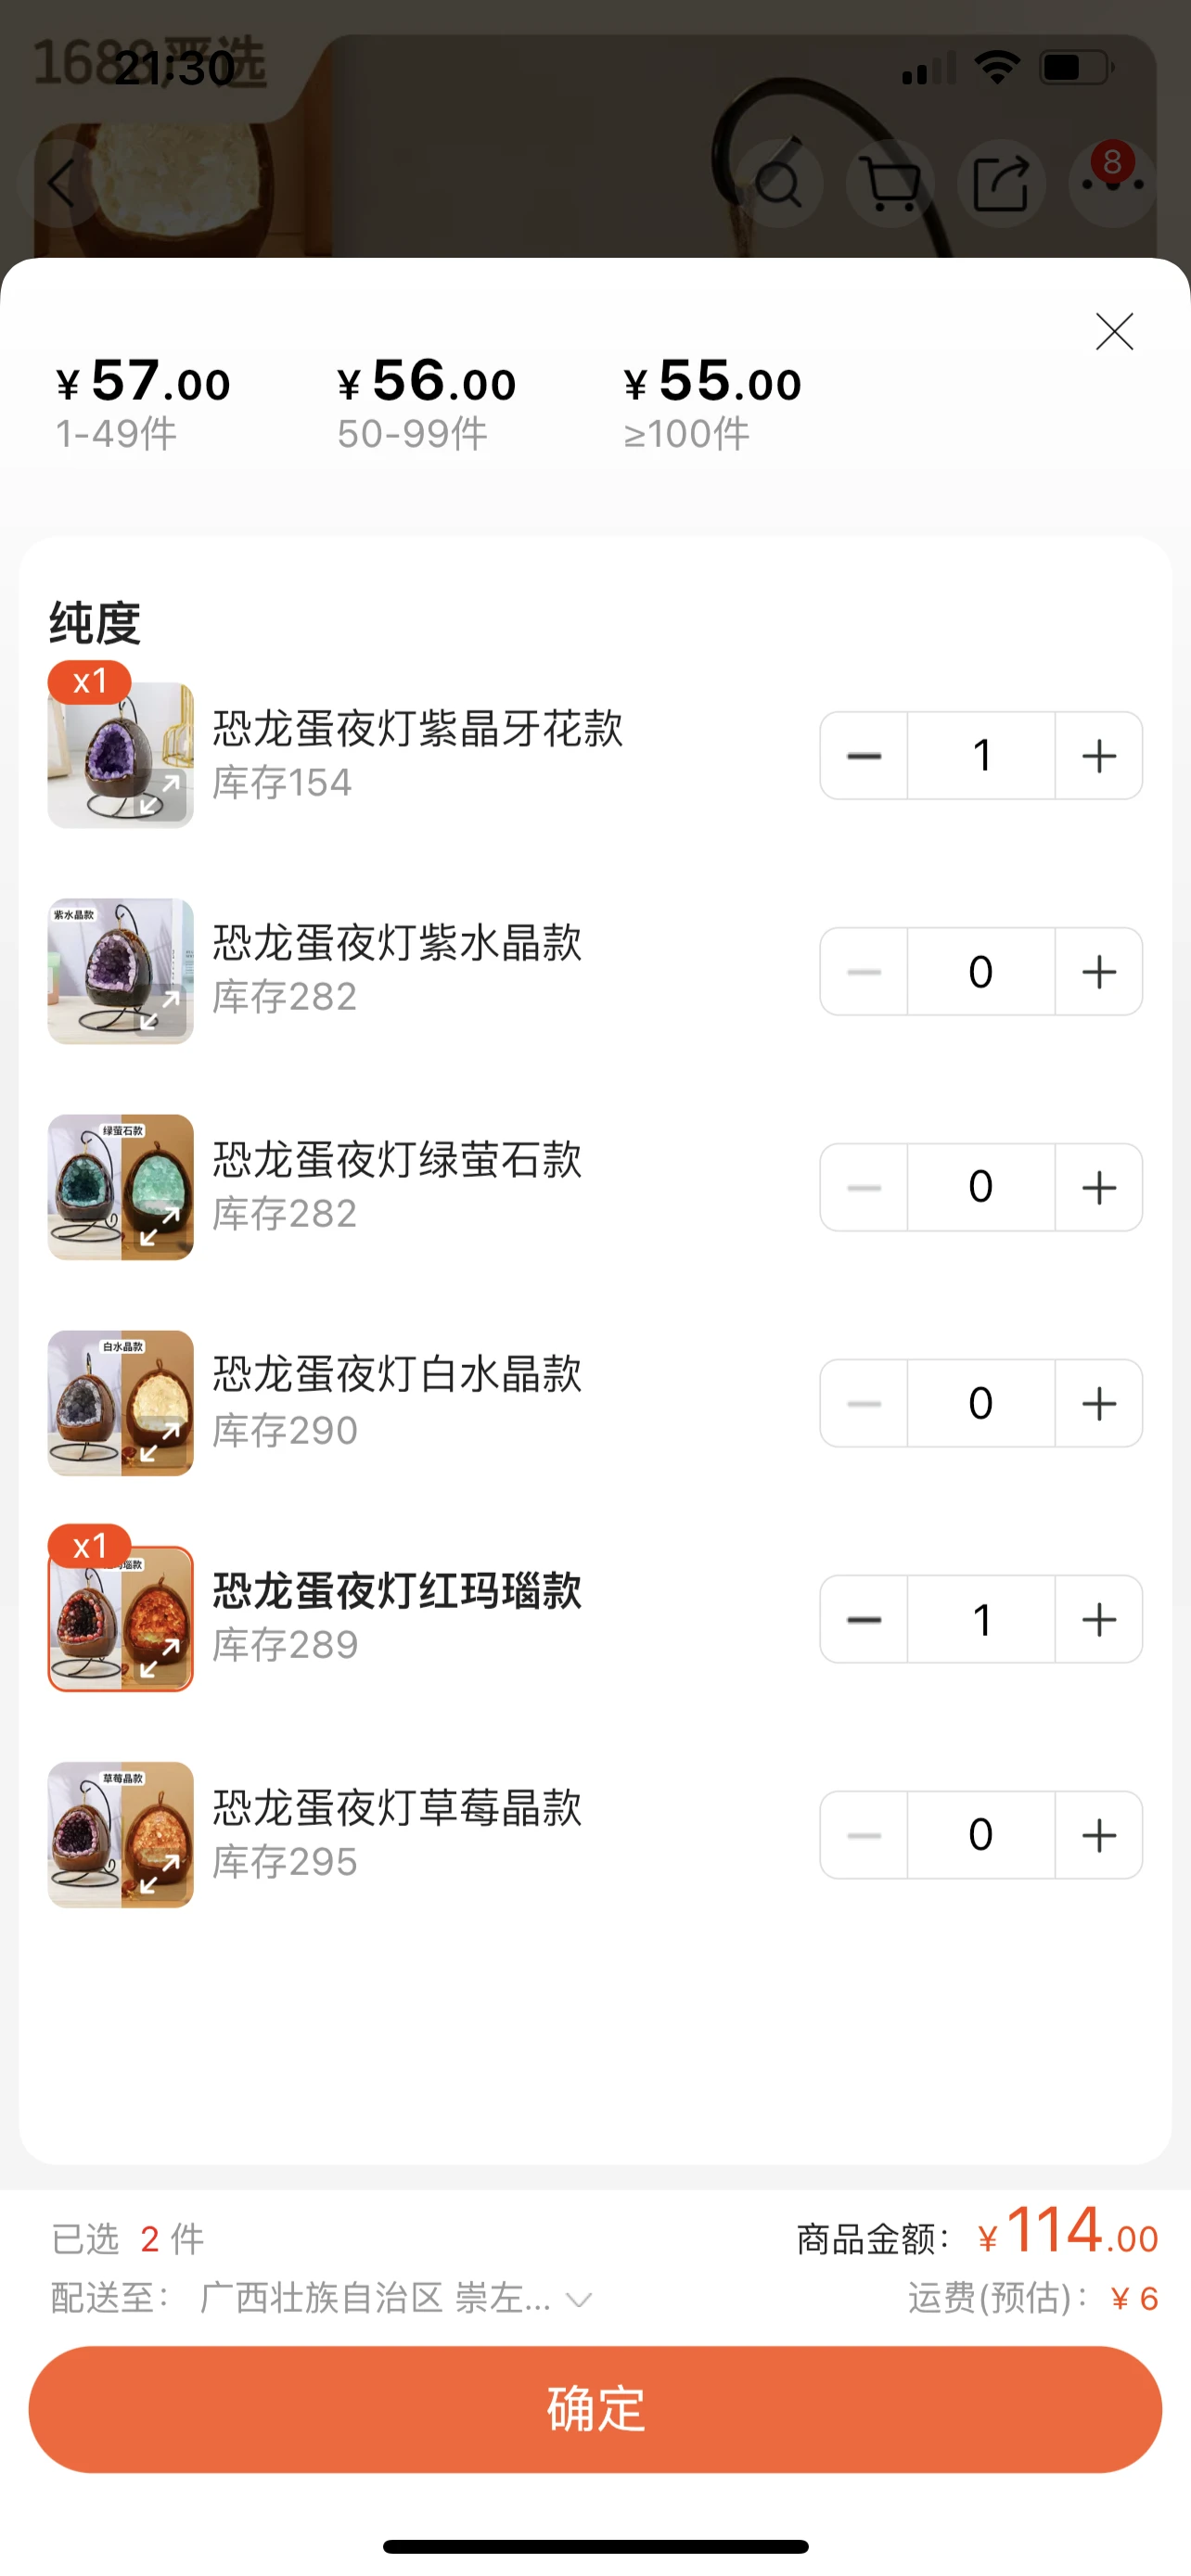 1688严选
21:30
8
¥57.00
1-49件
¥56.00
50-99件
¥55.00
≥100件
纯度
x1
恐龙蛋夜灯紫晶牙花款
库存154
1
紫水晶款
恐龙蛋夜灯紫水晶款
库存282
0
绿萤石款
恐龙蛋夜灯绿萤石款
库存282
0
白水晶款
恐龙蛋夜灯白水晶款
库存290
0
x1
瑙款
恐龙蛋夜灯红玛瑙款
库存289
1
草莓晶款
恐龙蛋夜灯草莓晶款
库存295
0
已选 2 件
商品金额：¥114.00
配送至： 广西壮族自治区 崇左...
运费(预估)：¥6
确定